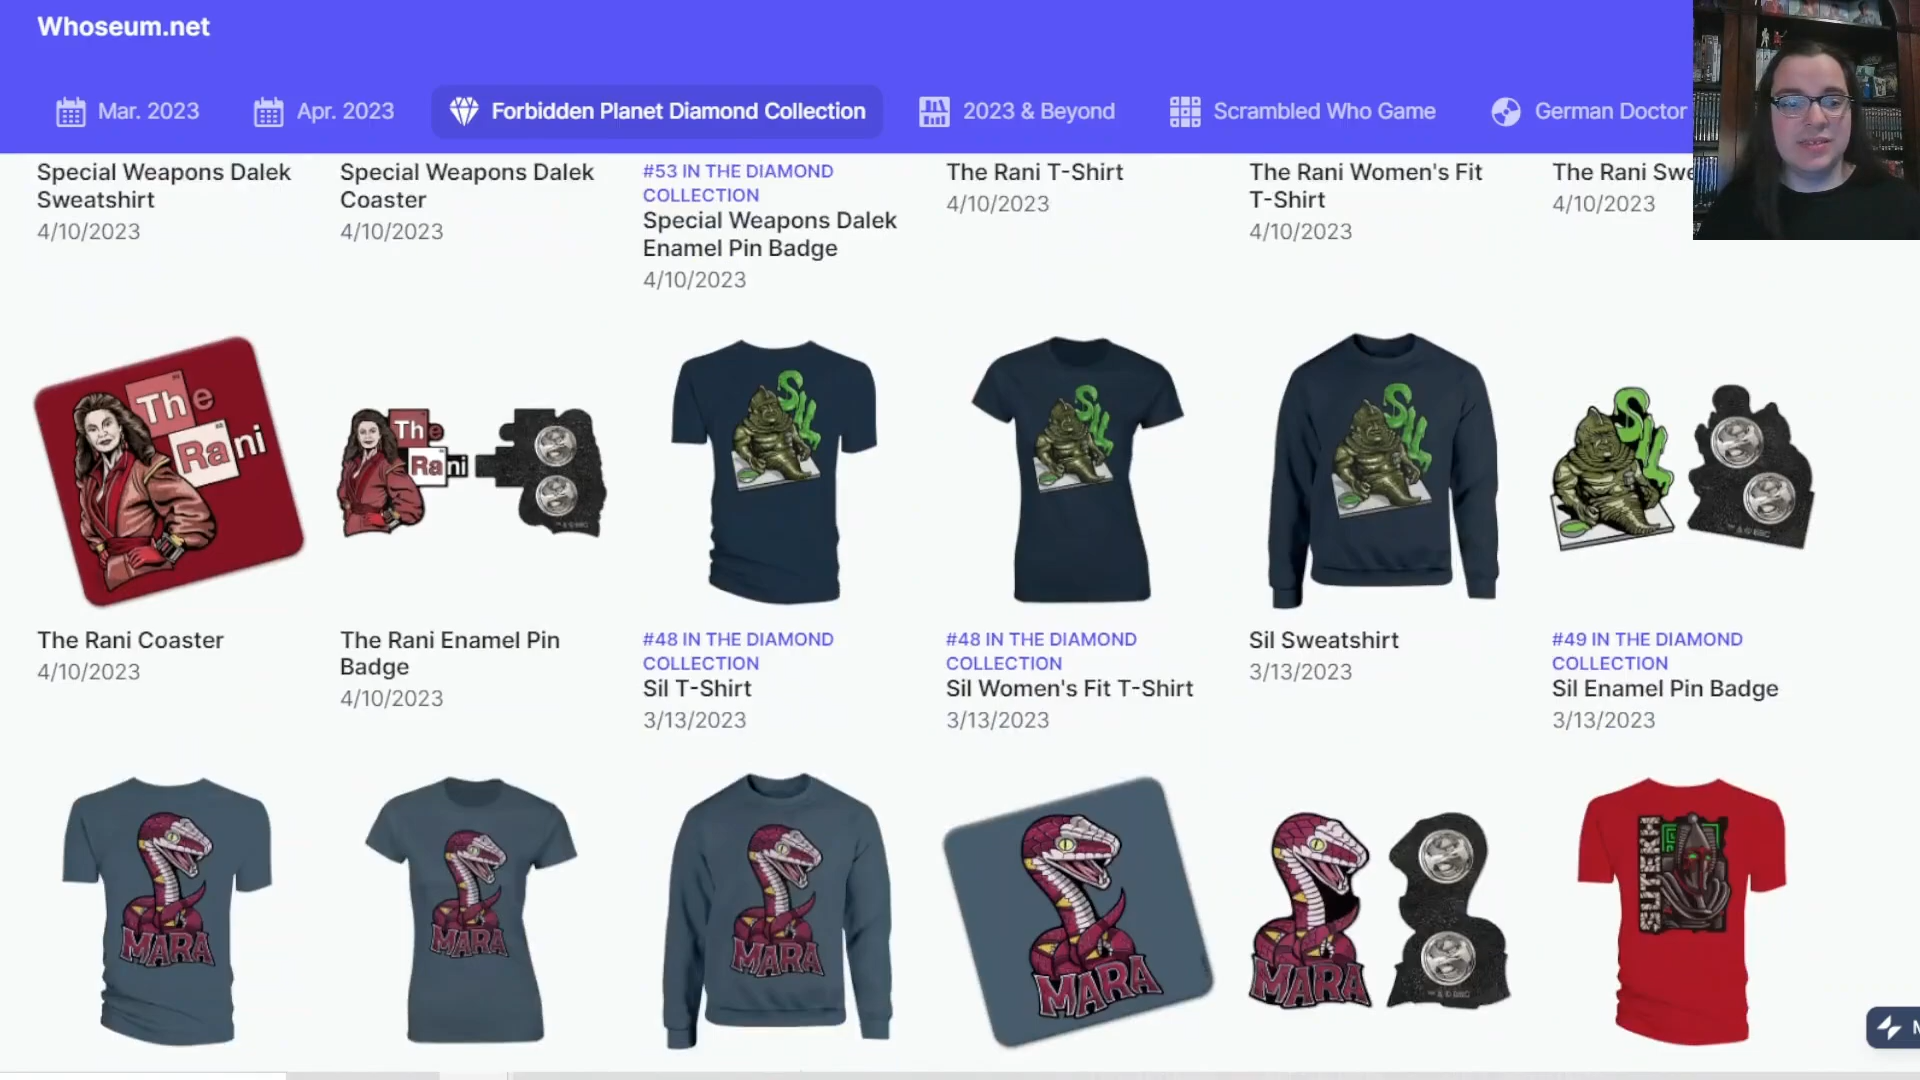 Whoseum.net
Mar. 2023
Apr. 2023
Forbidden Planet Diamond Collection
2023 & Beyond
Scrambled Who Game
German Doctor
Special Weapons Dalek
Sweatshirt
4/10/2023
Special Weapons Dalek
Coaster
4/10/2023
#53 IN THE DIAMOND
COLLECTION
Special Weapons Dalek
Enamel Pin Badge
4/10/2023
The Rani T-Shirt
4/10/2023
The Rani Women's Fit
T-Shirt
4/10/2023
The Rani Swe
4/10/2023
The
Rani
The
Rani
SIL
SIL
SIL
SIL
The Rani Coaster
4/10/2023
The Rani Enamel Pin
Badge
4/10/2023
#48 IN THE DIAMOND
COLLECTION
Sil T-Shirt
3/13/2023
#48 IN THE DIAMOND
COLLECTION
Sil Women's Fit T-Shirt
3/13/2023
Sil Sweatshirt
3/13/2023
#49 IN THE DIAMOND
COLLECTION
Sil Enamel Pin Badge
3/13/2023
MARA
MARA
MARA
MARA
MARA
SUTEKH
M